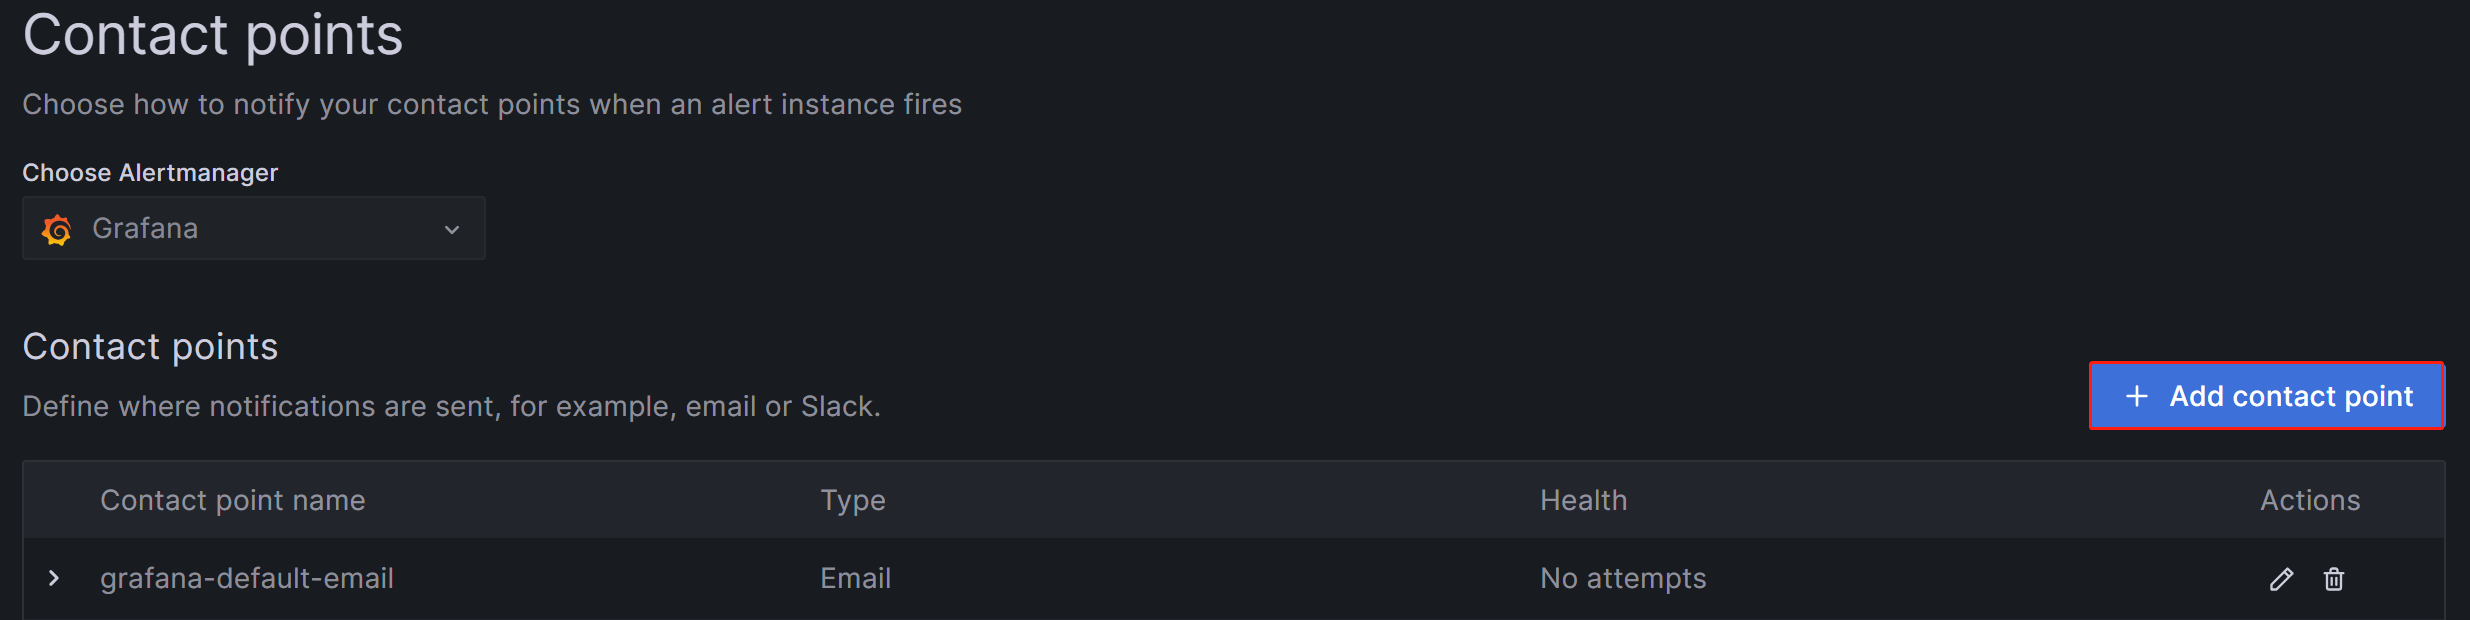 Contact points
Choose how to notify your contact points when an alert instance fires
Choose Alertmanager
Grafana
Contact points
Define where notifications are sent, for example, email or Slack.
Add contact point
Contact point name Type Health Actions
grafana-default-email Email No attempts